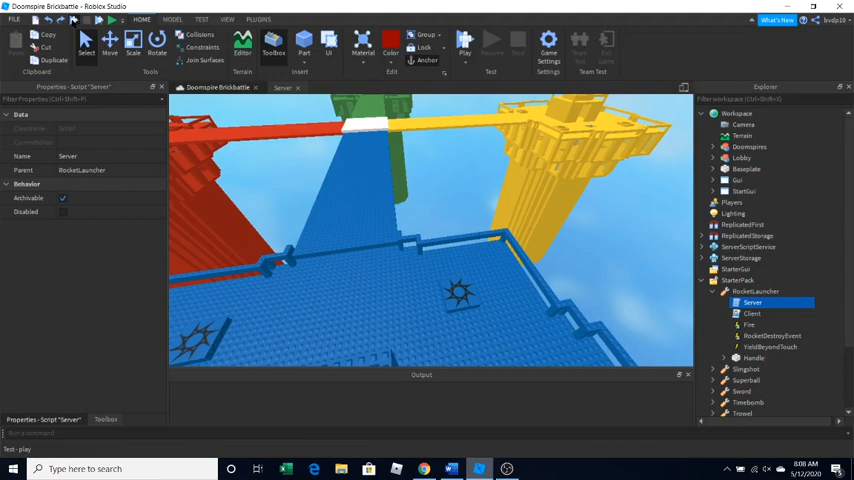 Doomspire Brickbattle - Roblox Studio
FILE HOME MODEL TEST VIEW PLUGINS What's New bvdp10
Copy
Cut
Paste Duplicate
Clipboard
Select Move Scale Rotate
Collisions
Constraints
Join Surfaces
Tools
Editor
Terrain
Toolbox Part UI
Insert
Material Color
Group
Lock
Anchor
Edit
Play Resume Stop
Test
Game Settings
Settings
Team Test Exit Game
Team Test
Properties - Script "Server"
Filter Properties (Ctrl+Shift+P)
Data
ClassName Script
Name Server
Parent RocketLauncher
Behavior
Archivable
Disabled
Properties - Script "Server" Toolbox
Doomspire Brickbattle Server
Output
Explorer
Filter workspace (Ctrl+Shift+X)
Workspace
Camera
Terrain
Doomspires
Lobby
Baseplate
Gui
StartGui
Players
Lighting
ReplicatedFirst
ReplicatedStorage
ServerScriptService
ServerStorage
StarterGui
StarterPack
RocketLauncher
Server
Client
Fire
RocketDestroyEvent
YieldBeyondTouch
Handle
Slingshot
Superball
Sword
Timebomb
Trowel
Run a command
Test - play
Type here to search
8:08 AM
5/12/2020